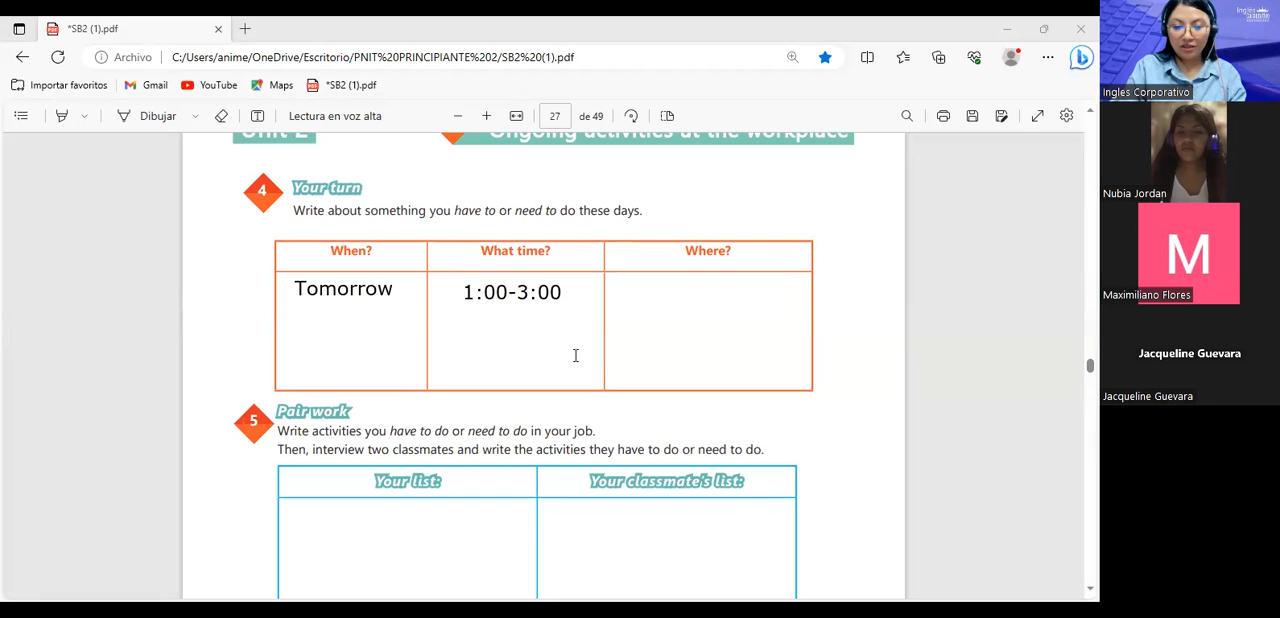 *SB2 (1).pdf
Archivo C:/Users/anime/OneDrive/Escritorio/PNIT%20PRINCIPIANTE%202/SB2%20(1).pdf
Importar favoritos Gmail YouTube Maps *SB2 (1).pdf
Dibujar Lectura en voz alta 27 de 49
Unit 2 Ongoing activities at the workplace
4 Your turn
Write about something you have to or need to do these days.
When? What time? Where?
Tomorrow 1:00-3:00
5 Pair work
Write activities you have to do or need to do in your job.
Then, interview two classmates and write the activities they have to do or need to do.
Your list: Your classmate's list:
Ingles Corporativo
Nubia Jordan
M
Maximiliano Flores
Jacqueline Guevara
Jacqueline Guevara